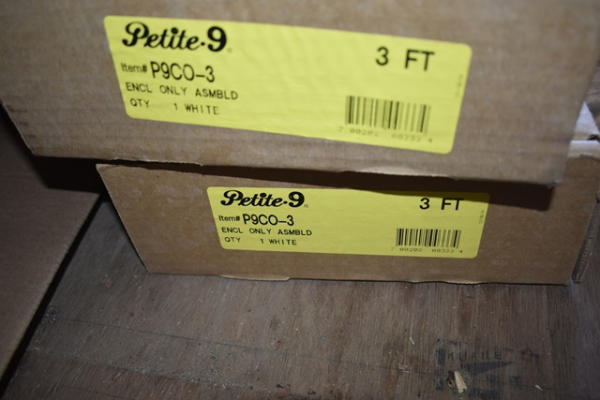 Petite·9®
3 FT
Item# P9CO-3
ENCL ONLY ASMBLD
QTY 1 WHITE
Petite·9®
3 FT
Item# P9CO-3
ENCL ONLY ASMBLD
QTY 1 WHITE